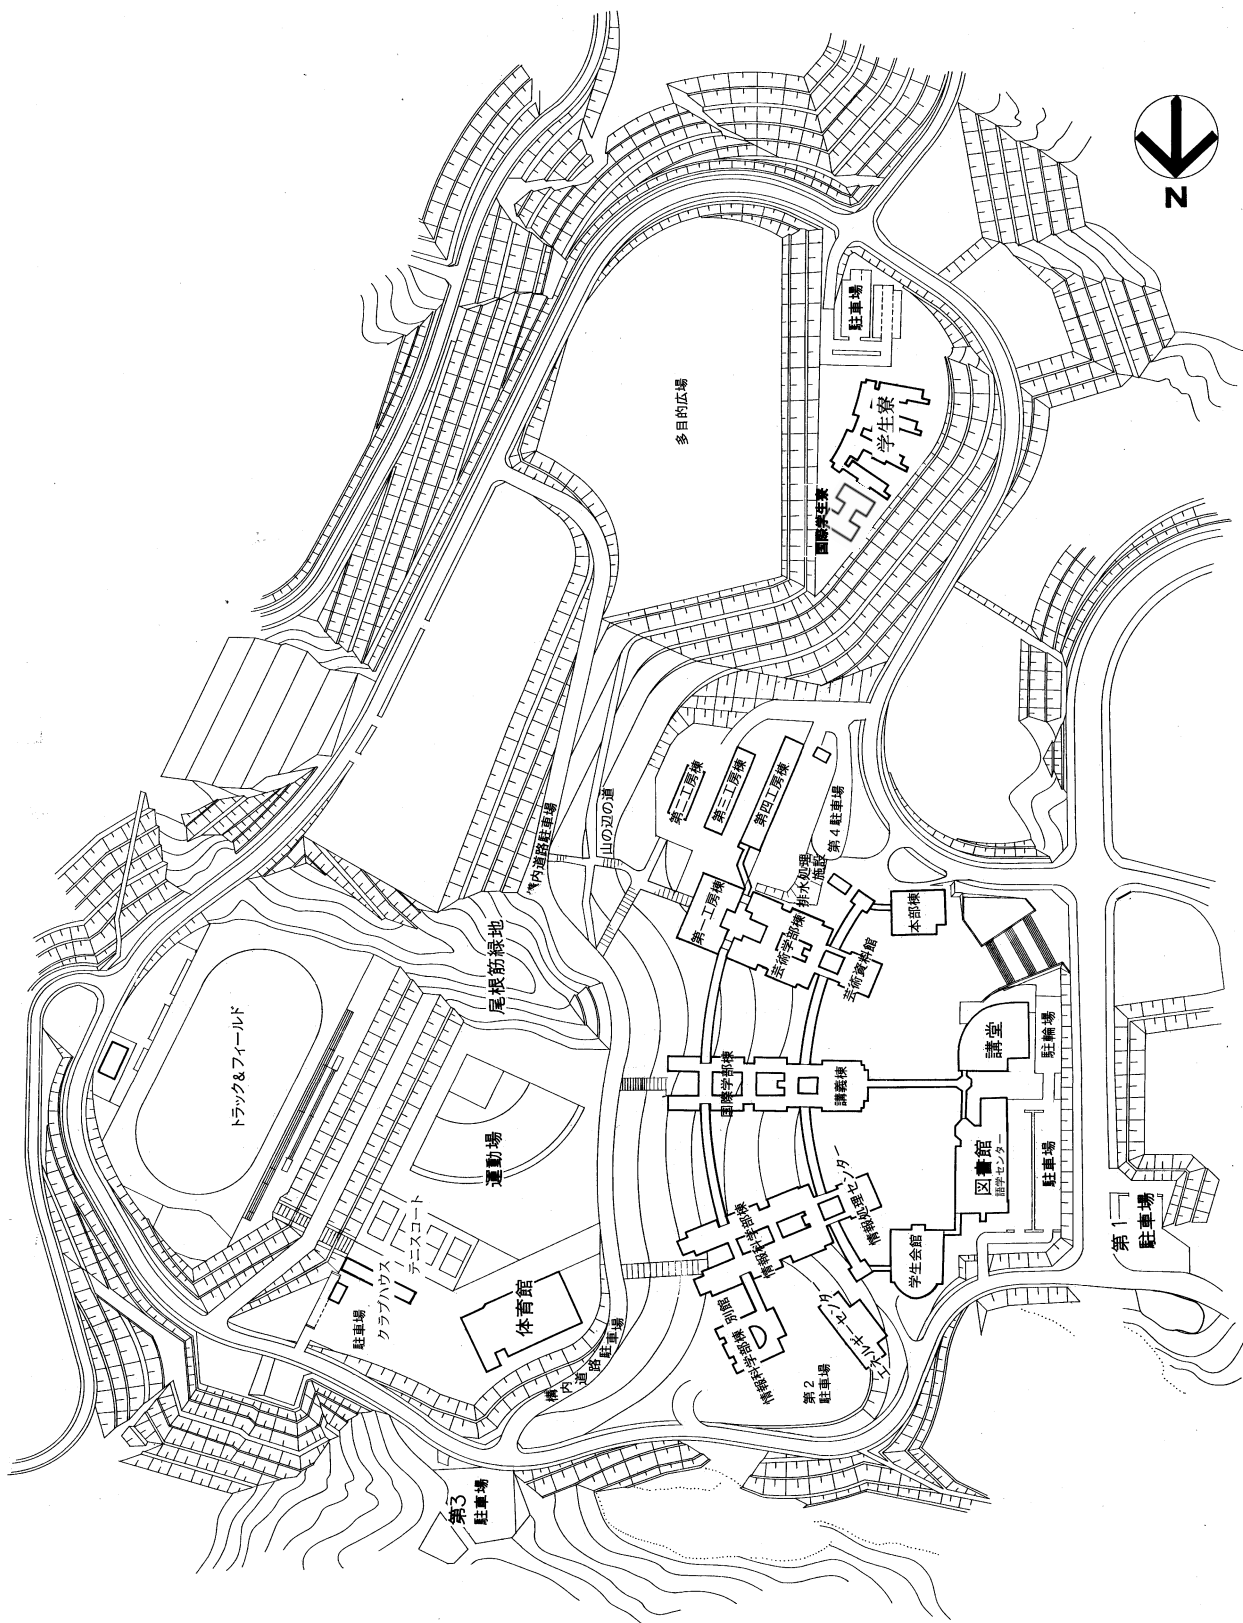 N
駐車場
多目的広場
学生寮
国際学生寮
山の辺の道
構内道路駐車場
第二工房棟
第三工房棟
第四工房棟
第4駐車場
排水処理
施設
第一工房棟
芸術学部棟
芸術資料館
本部棟
尾根筋緑地
トラック&フィールド
運動場
国際学部棟
講義棟
講堂
駐輪場
図書館
語学センター
駐車場
第1
駐車場
テニスコート
クラブハウス
駐車場
体育館
構内道路駐車場
情報科学部棟
情報処理センター
学生会館
情報科学部棟 別館
エネルギーセンター
第2
駐車場
第3
駐車場